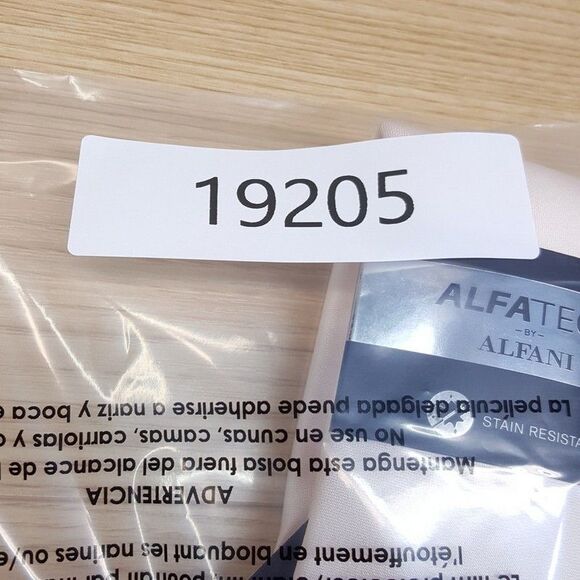 19205
ALFATEC
-BY-
ALFANI
STAIN RESISTA
ADVERTENCIA
Mantenga esta bolsa fuera del alcance de
No use en cunas, camas, carriolas y
La película delgada puede adherirse a nariz y boca
l'étouffement en bloquant les narines ou/e